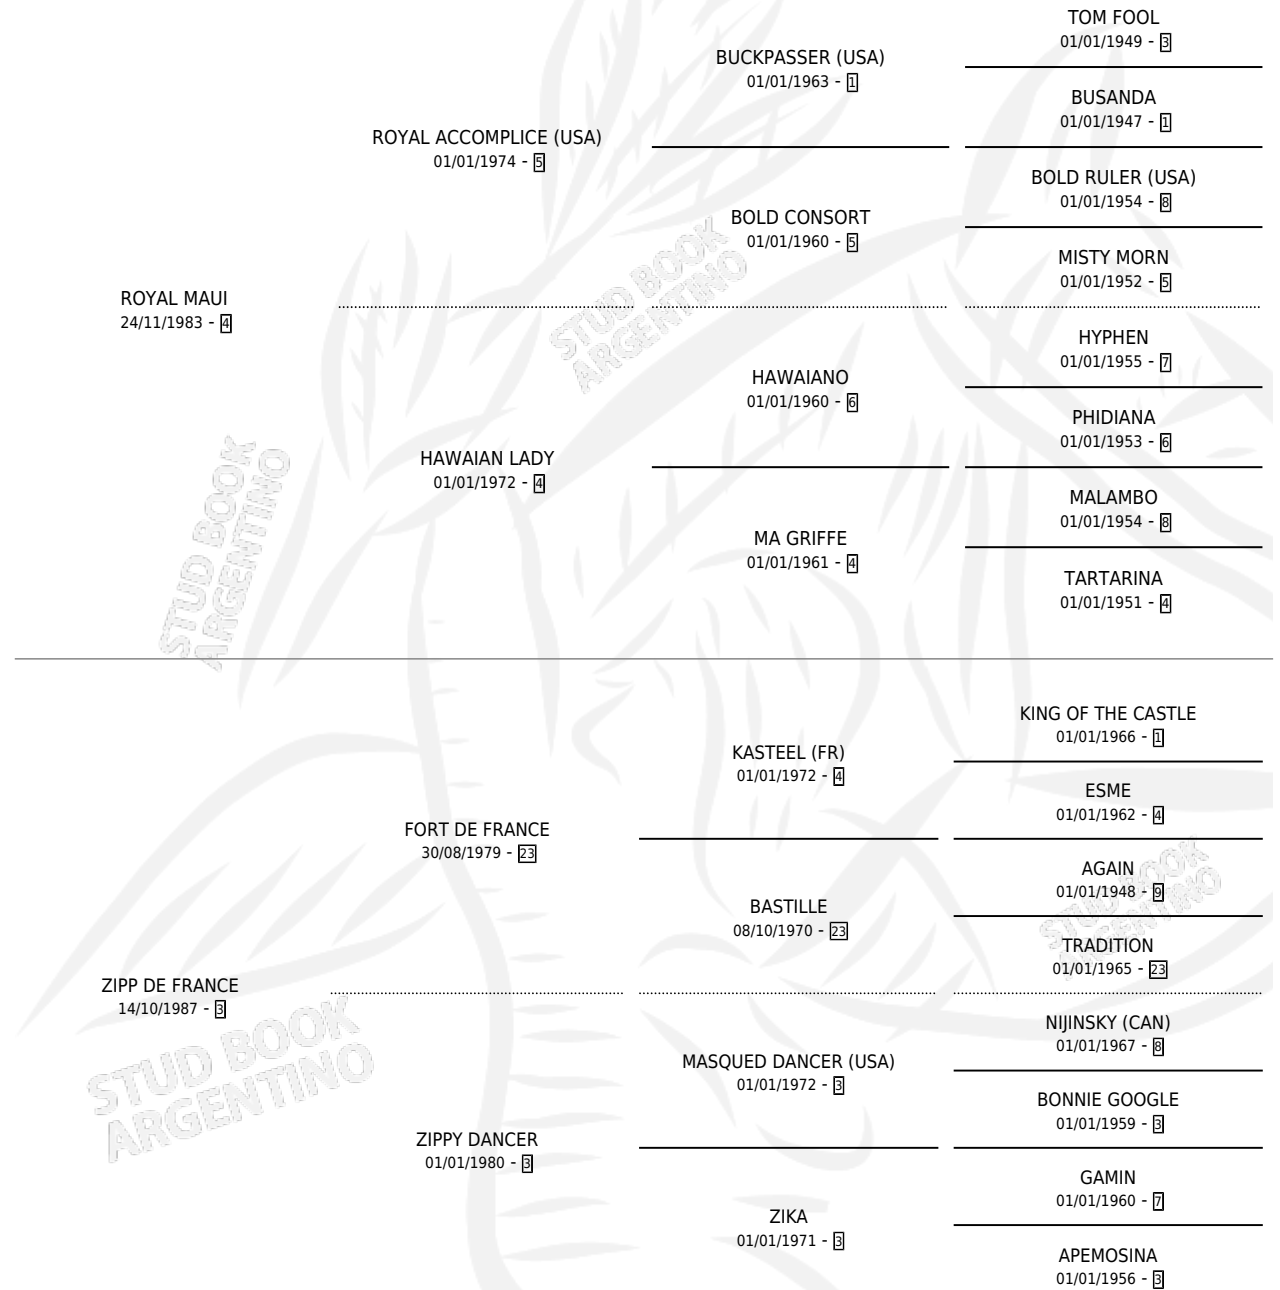 TOM FOOL
01/01/1949 - 3
BUCKPASSER (USA)
01/01/1963 - 1
BUSANDA
01/01/1947 - 1
ROYAL ACCOMPLICE (USA)
01/01/1974 - 5
BOLD RULER (USA)
01/01/1954 - 8
BOLD CONSORT
01/01/1960 - 5
MISTY MORN
01/01/1952 - 5
ROYAL MAUI
24/11/1983 - 4
HYPHEN
01/01/1955 - 7
HAWAIANO
01/01/1960 - 6
PHIDIANA
01/01/1953 - 6
HAWAIAN LADY
01/01/1972 - 4
MALAMBO
01/01/1954 - 8
MA GRIFFE
01/01/1961 - 4
TARTARINA
01/01/1951 - 4
KING OF THE CASTLE
01/01/1966 - 1
KASTEEL (FR)
01/01/1972 - 4
ESME
01/01/1962 - 4
FORT DE FRANCE
30/08/1979 - 23
AGAIN
01/01/1948 - 9
BASTILLE
08/10/1970 - 23
TRADITION
01/01/1965 - 23
ZIPP DE FRANCE
14/10/1987 - 3
NIJINSKY (CAN)
01/01/1967 - 8
MASQUED DANCER (USA)
01/01/1972 - 3
BONNIE GOOGLE
01/01/1959 - 3
ZIPPY DANCER
01/01/1980 - 3
GAMIN
01/01/1960 - 7
ZIKA
01/01/1971 - 3
APEMOSINA
01/01/1956 - 3
STUD BOOK
ARGENTINO
STUD BOOK
ARGENTINO
STUD BOOK
ARGENTINO
STUD BOOK
ARGENTINO